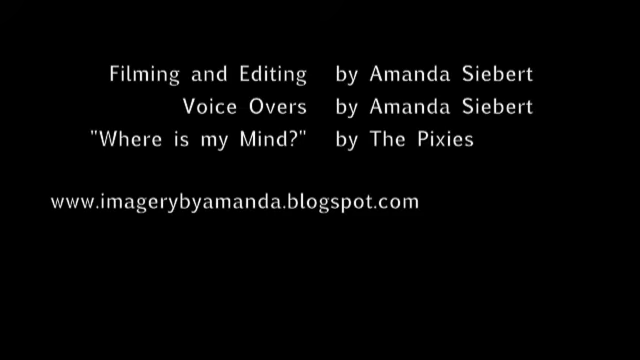 Filming and Editing by Amanda Siebert
Voice Overs by Amanda Siebert
"Where is my Mind?" by The Pixies
www.imagerybyamanda.blogspot.com